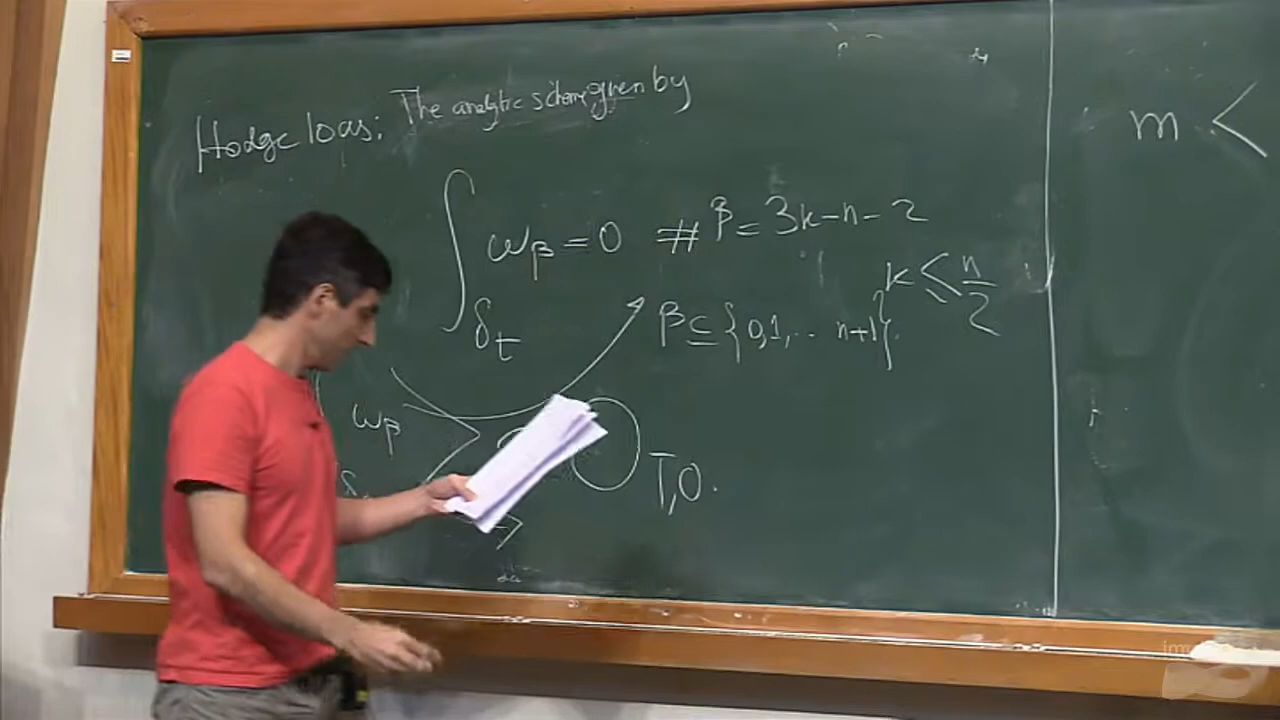 Hodge locus: The analytic scheme given by
∫_{δ_t} ω_β = 0 # β = 3k-n-2
k ≤ n/2
β ⊆ {0,1,... n+1}.
ω_β
T,0.
m <